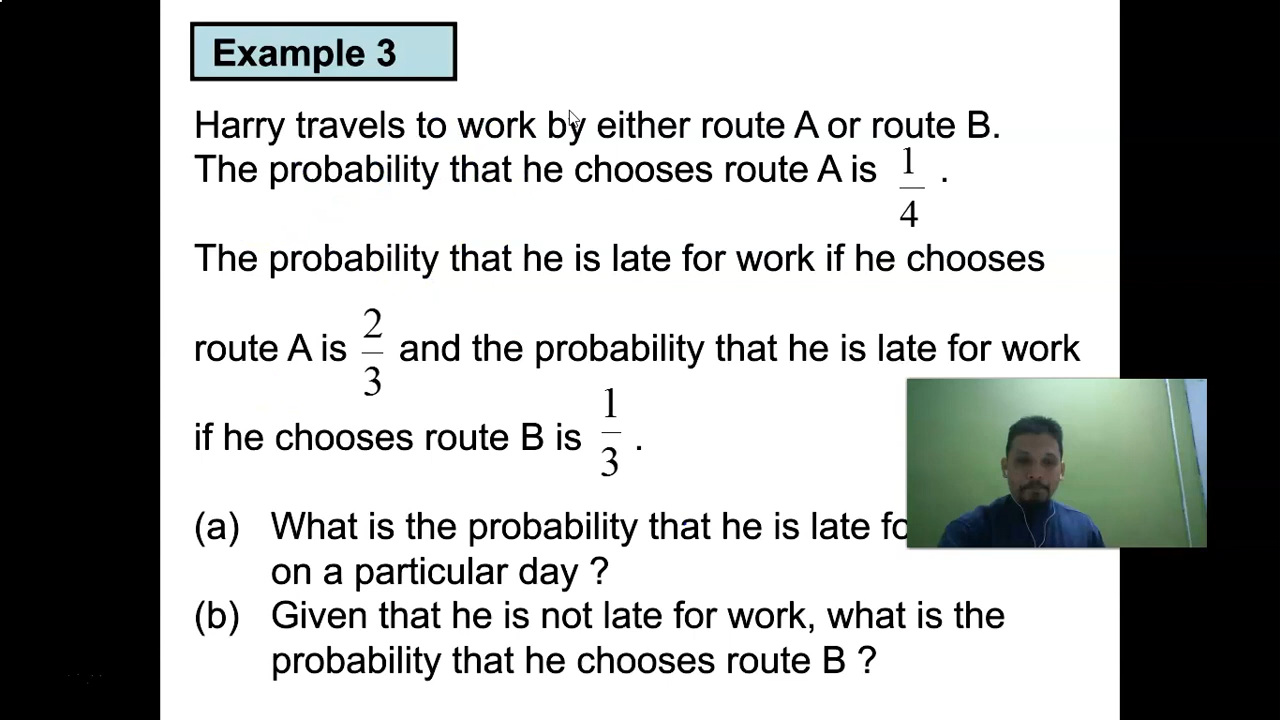 Example 3
Harry travels to work by either route A or route B.
The probability that he chooses route A is 1/4 .
The probability that he is late for work if he chooses
route A is 2/3 and the probability that he is late for work
if he chooses route B is 1/3 .
(a) What is the probability that he is late
on a particular day ?
(b) Given that he is not late for work, what is the
probability that he chooses route B ?